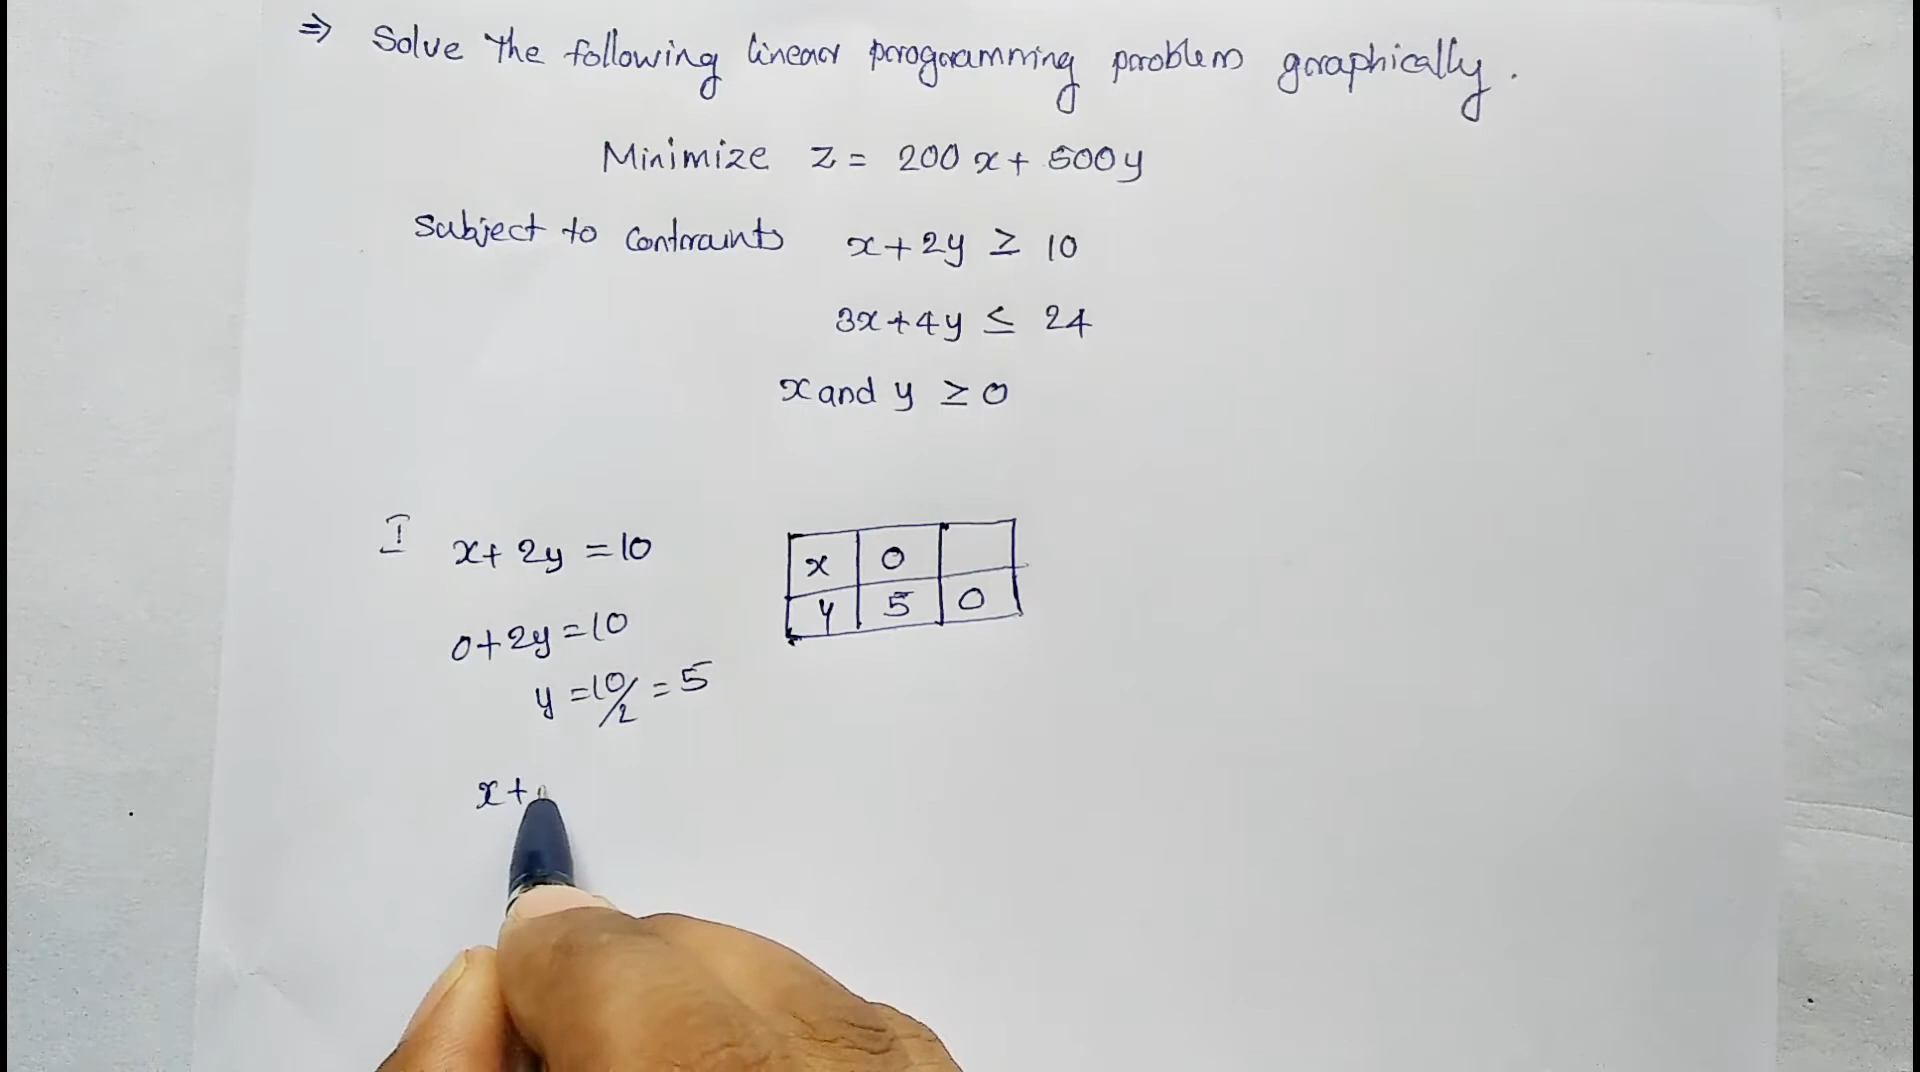 ⇒ Solve the following linear programming problem graphically.
Minimize z = 200x + 500y
Subject to contraints x + 2y ≥ 10
3x + 4y ≤ 24
x and y ≥ 0
I x + 2y = 10
x 0
y 5 0
0 + 2y = 10
y = 10/2 = 5
x +